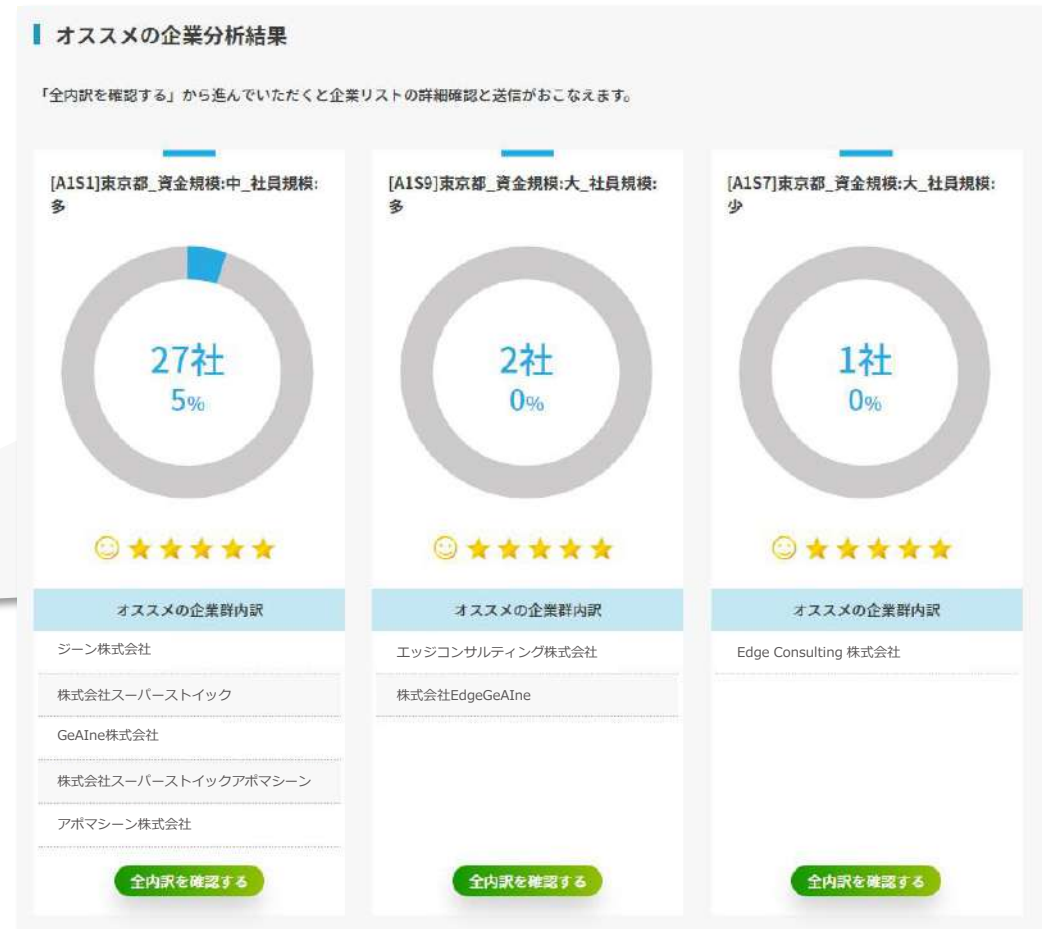 オススメの企業分析結果
「全内訳を確認する」から進んでいただくと企業リストの詳細確認と送信がおこなえます。
[A1S1]東京都_資金規模:中_社員規模:
多
27社
5%
オススメの企業群内訳
ジーン株式会社
株式会社スーパーストイック
GeAIne株式会社
株式会社スーパーストイックアポマシーン
アポマシーン株式会社
全内訳を確認する
[A1S9]東京都_資金規模:大_社員規模:
多
2社
0%
オススメの企業群内訳
エッジコンサルティング株式会社
株式会社EdgeGeAIne
全内訳を確認する
[A1S7]東京都_資金規模:大_社員規模:
少
1社
0%
オススメの企業群内訳
Edge Consulting 株式会社
全内訳を確認する